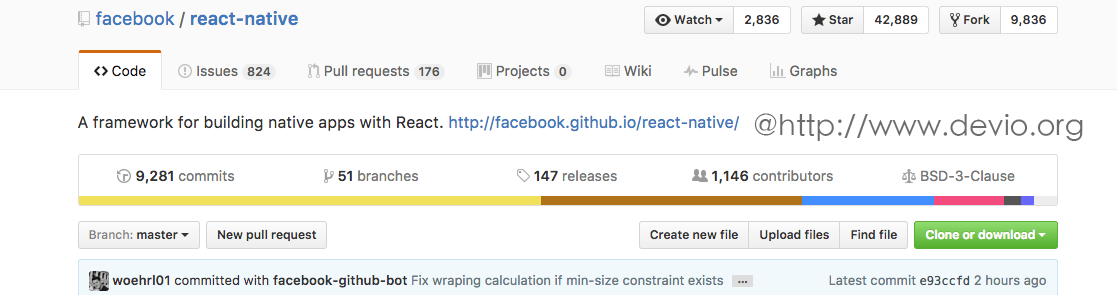 facebook / react-native Watch 2,836 Star 42,889 Fork 9,836
Code Issues 824 Pull requests 176 Projects 0 Wiki Pulse Graphs
A framework for building native apps with React. http://facebook.github.io/react-native/ @http://www.devio.org
9,281 commits 51 branches 147 releases 1,146 contributors BSD-3-Clause
Branch: master New pull request Create new file Upload files Find file Clone or download
woehrl01 committed with facebook-github-bot Fix wraping calculation if min-size constraint exists ... Latest commit e93ccfd 2 hours ago